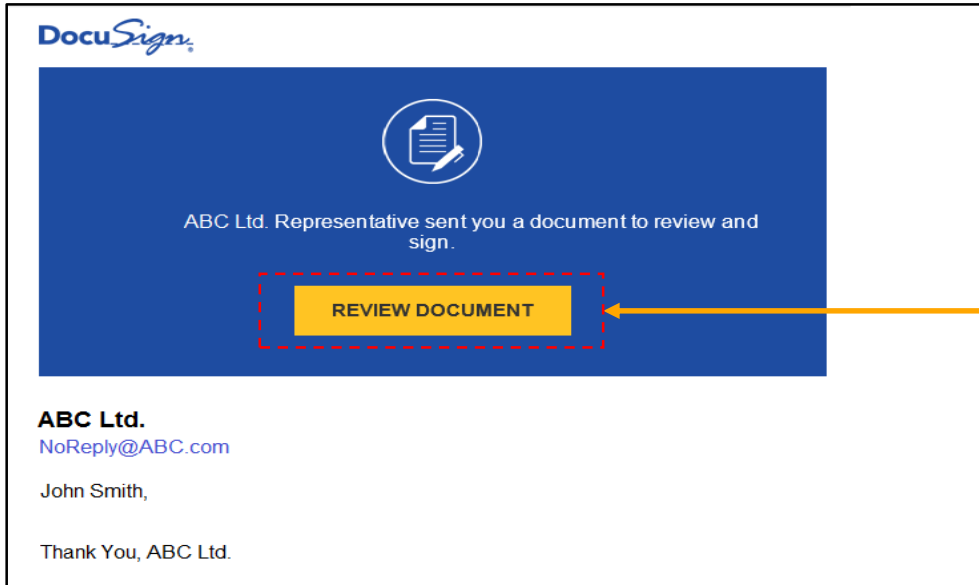 DocuSign
ABC Ltd. Representative sent you a document to review and
sign.
REVIEW DOCUMENT
ABC Ltd.
NoReply@ABC.com
John Smith,
Thank You, ABC Ltd.